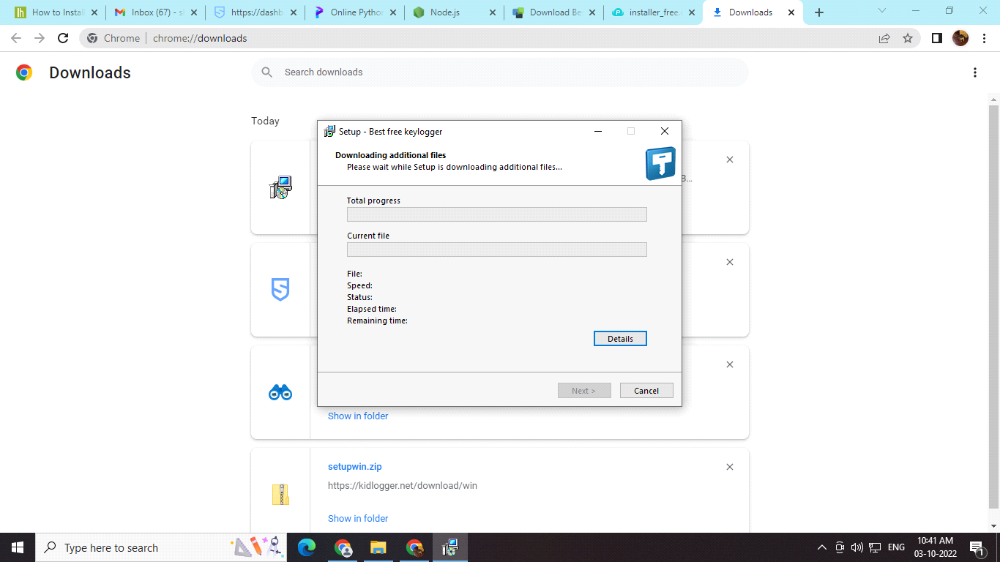 How to Install
Inbox (67) - s
https://dashb
Online Pytho
Node.js
Download Be
installer_free.
Downloads
Chrome
chrome://downloads
Downloads
Search downloads
Today
Setup - Best free keylogger
Downloading additional files
Please wait while Setup is downloading additional files...
B...
Total progress
Current file
File:
Speed:
Status:
Elapsed time:
Remaining time:
Details
Next >
Cancel
Show in folder
setupwin.zip
https://kidlogger.net/download/win
Show in folder
Type here to search
ENG
10:41 AM
03-10-2022
1